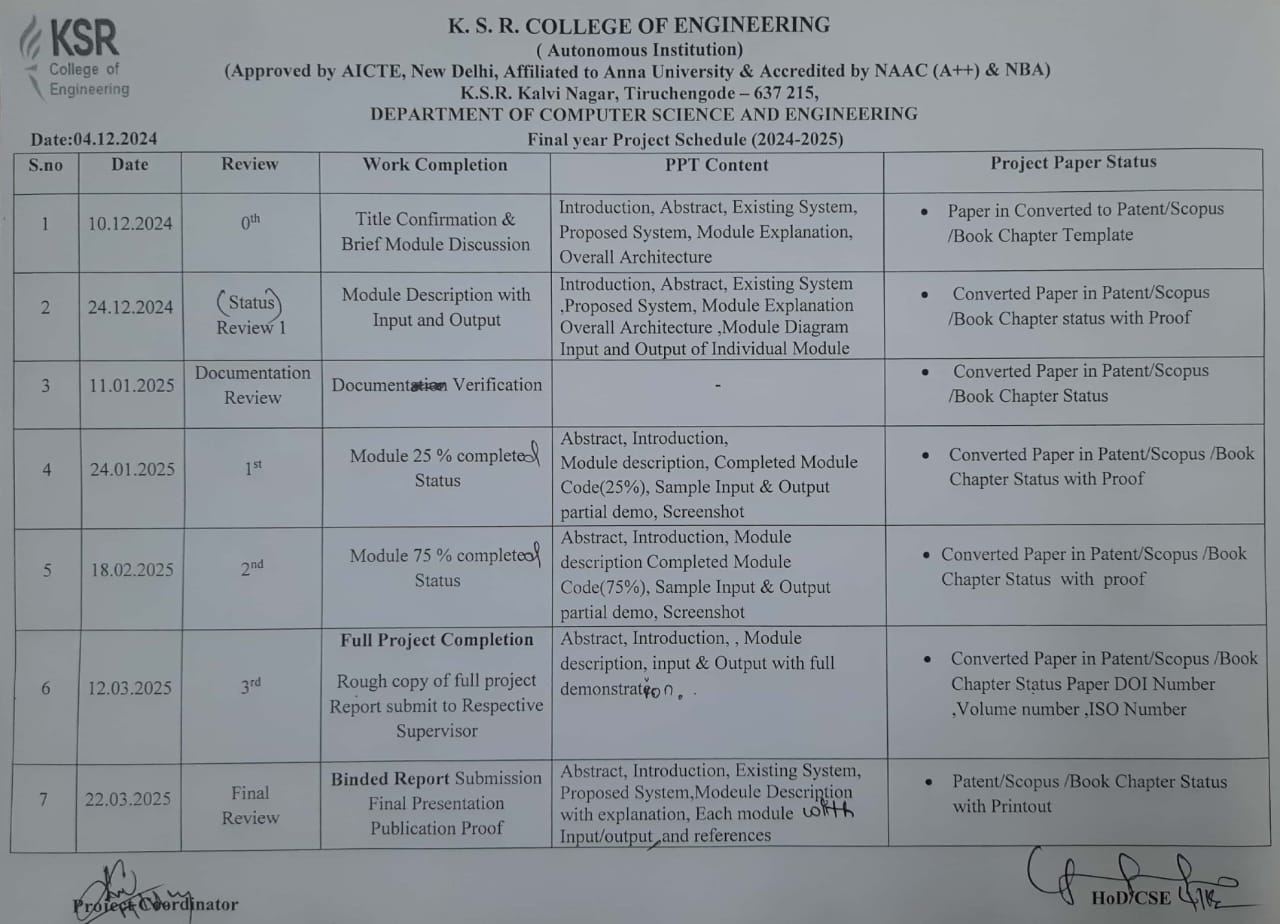 KSR
College of
Engineering
K. S. R. COLLEGE OF ENGINEERING
( Autonomous Institution)
(Approved by AICTE, New Delhi, Affiliated to Anna University & Accredited by NAAC (A++) & NBA)
K.S.R. Kalvi Nagar, Tiruchengode – 637 215,
DEPARTMENT OF COMPUTER SCIENCE AND ENGINEERING
Date:04.12.2024 Final year Project Schedule (2024-2025)
S.no Date Review Work Completion PPT Content Project Paper Status
1
10.12.2024
0th
Title Confirmation &
Brief Module Discussion
Introduction, Abstract, Existing System,
Proposed System, Module Explanation,
Overall Architecture
• Paper in Converted to Patent/Scopus
/Book Chapter Template
2
24.12.2024
(Status)
Review 1
Module Description with
Input and Output
Introduction, Abstract, Existing System
,Proposed System, Module Explanation
Overall Architecture ,Module Diagram
Input and Output of Individual Module
• Converted Paper in Patent/Scopus
/Book Chapter status with Proof
3
11.01.2025
Documentation
Review
Documentation Verification
-
• Converted Paper in Patent/Scopus
/Book Chapter Status
4
24.01.2025
1st
Module 25 % completed
Status
Abstract, Introduction,
Module description, Completed Module
Code(25%), Sample Input & Output
partial demo, Screenshot
• Converted Paper in Patent/Scopus /Book
Chapter Status with Proof
5
18.02.2025
2nd
Module 75 % completed
Status
Abstract, Introduction, Module
description Completed Module
Code(75%), Sample Input & Output
partial demo, Screenshot
• Converted Paper in Patent/Scopus /Book
Chapter Status with proof
6
12.03.2025
3rd
Full Project Completion
Rough copy of full project
Report submit to Respective
Supervisor
Abstract, Introduction, , Module
description, input & Output with full
demonstration. .
• Converted Paper in Patent/Scopus /Book
Chapter Status Paper DOI Number
,Volume number ,ISO Number
7
22.03.2025
Final
Review
Binded Report Submission
Final Presentation
Publication Proof
Abstract, Introduction, Existing System,
Proposed System,Modeule Description
with explanation, Each module with
Input/output, and references
• Patent/Scopus /Book Chapter Status
with Printout
Project Coordinator
HoD/CSE